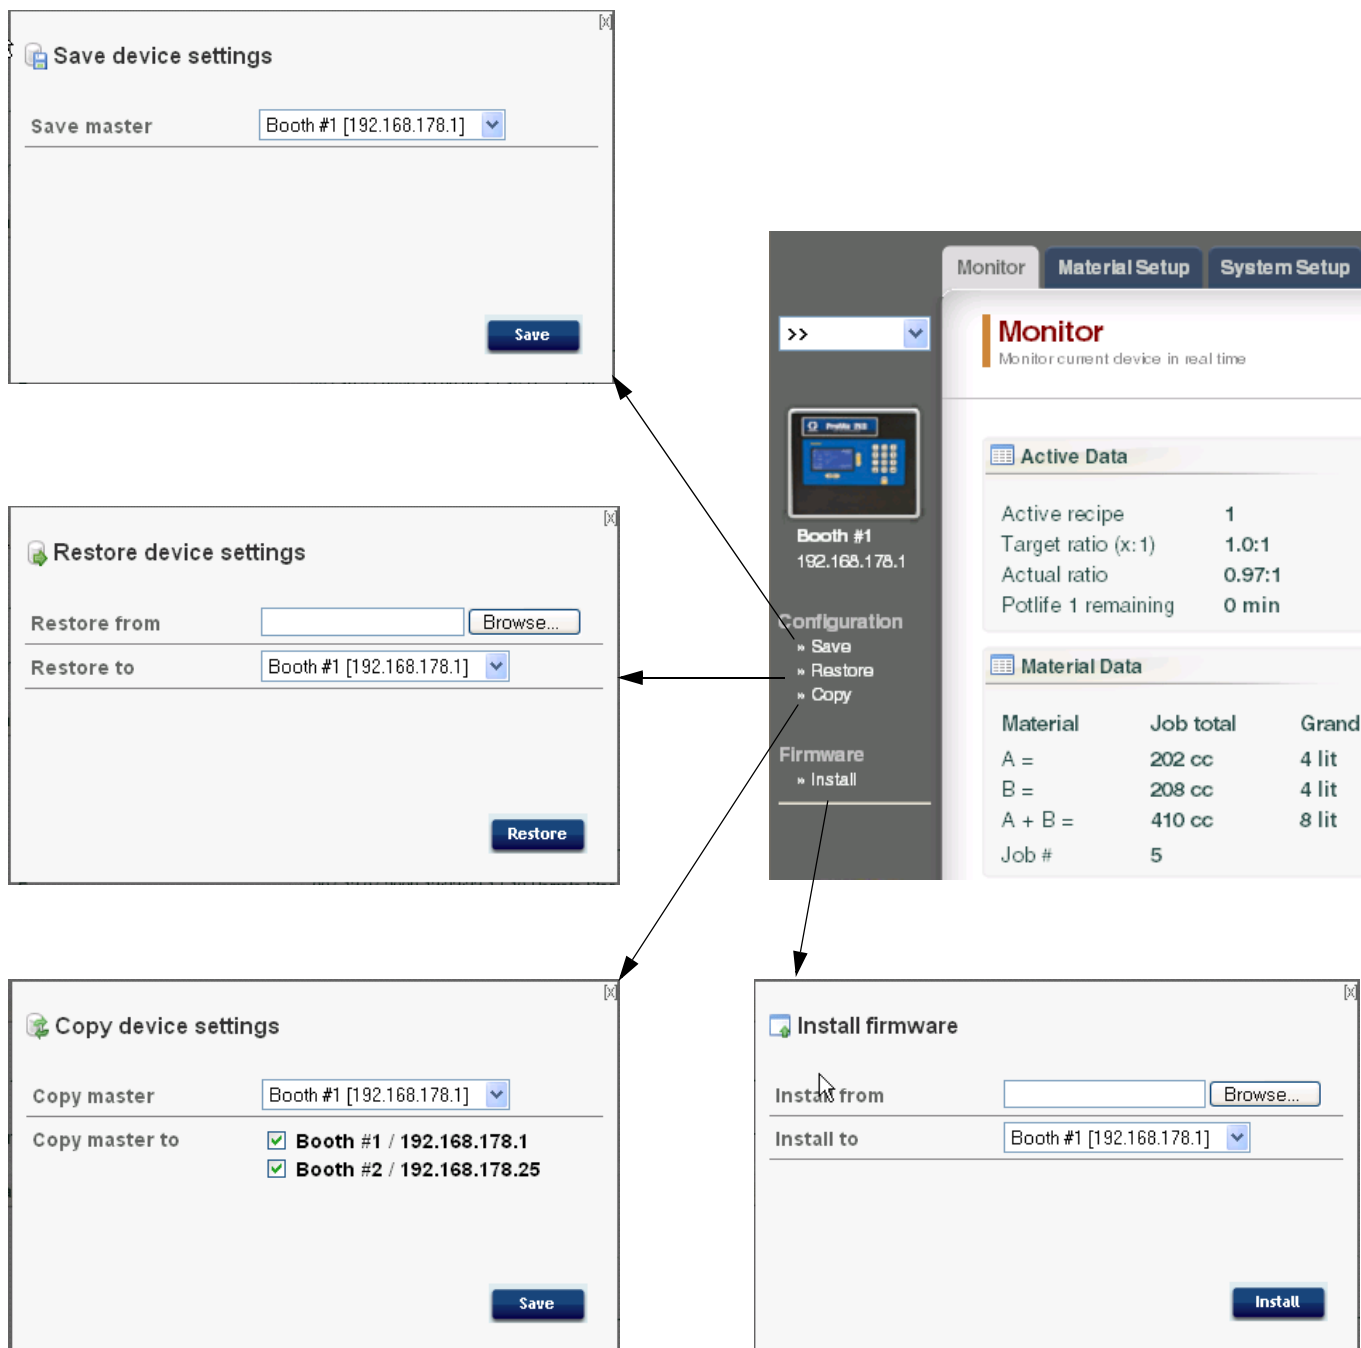 [x]
Save device settings
Save master Booth #1 [192.168.178.1]
Save
[x]
Restore device settings
Restore from Browse...
Restore to Booth #1 [192.168.178.1]
Restore
[x]
Copy device settings
Copy master Booth #1 [192.168.178.1]
Copy master to Booth #1 / 192.168.178.1
Booth #2 / 192.168.178.25
Save
Monitor Material Setup System Setup
>>
Monitor
Monitor current device in real time
Booth #1
192.168.178.1
Configuration
» Save
» Restore
» Copy
Firmware
» Install
Active Data
Active recipe 1
Target ratio (x:1) 1.0:1
Actual ratio 0.97:1
Potlife 1 remaining 0 min
Material Data
Material Job total Grand
A = 202 cc 4 lit
B = 208 cc 4 lit
A + B = 410 cc 8 lit
Job # 5
[x]
Install firmware
Install from Browse...
Install to Booth #1 [192.168.178.1]
Install